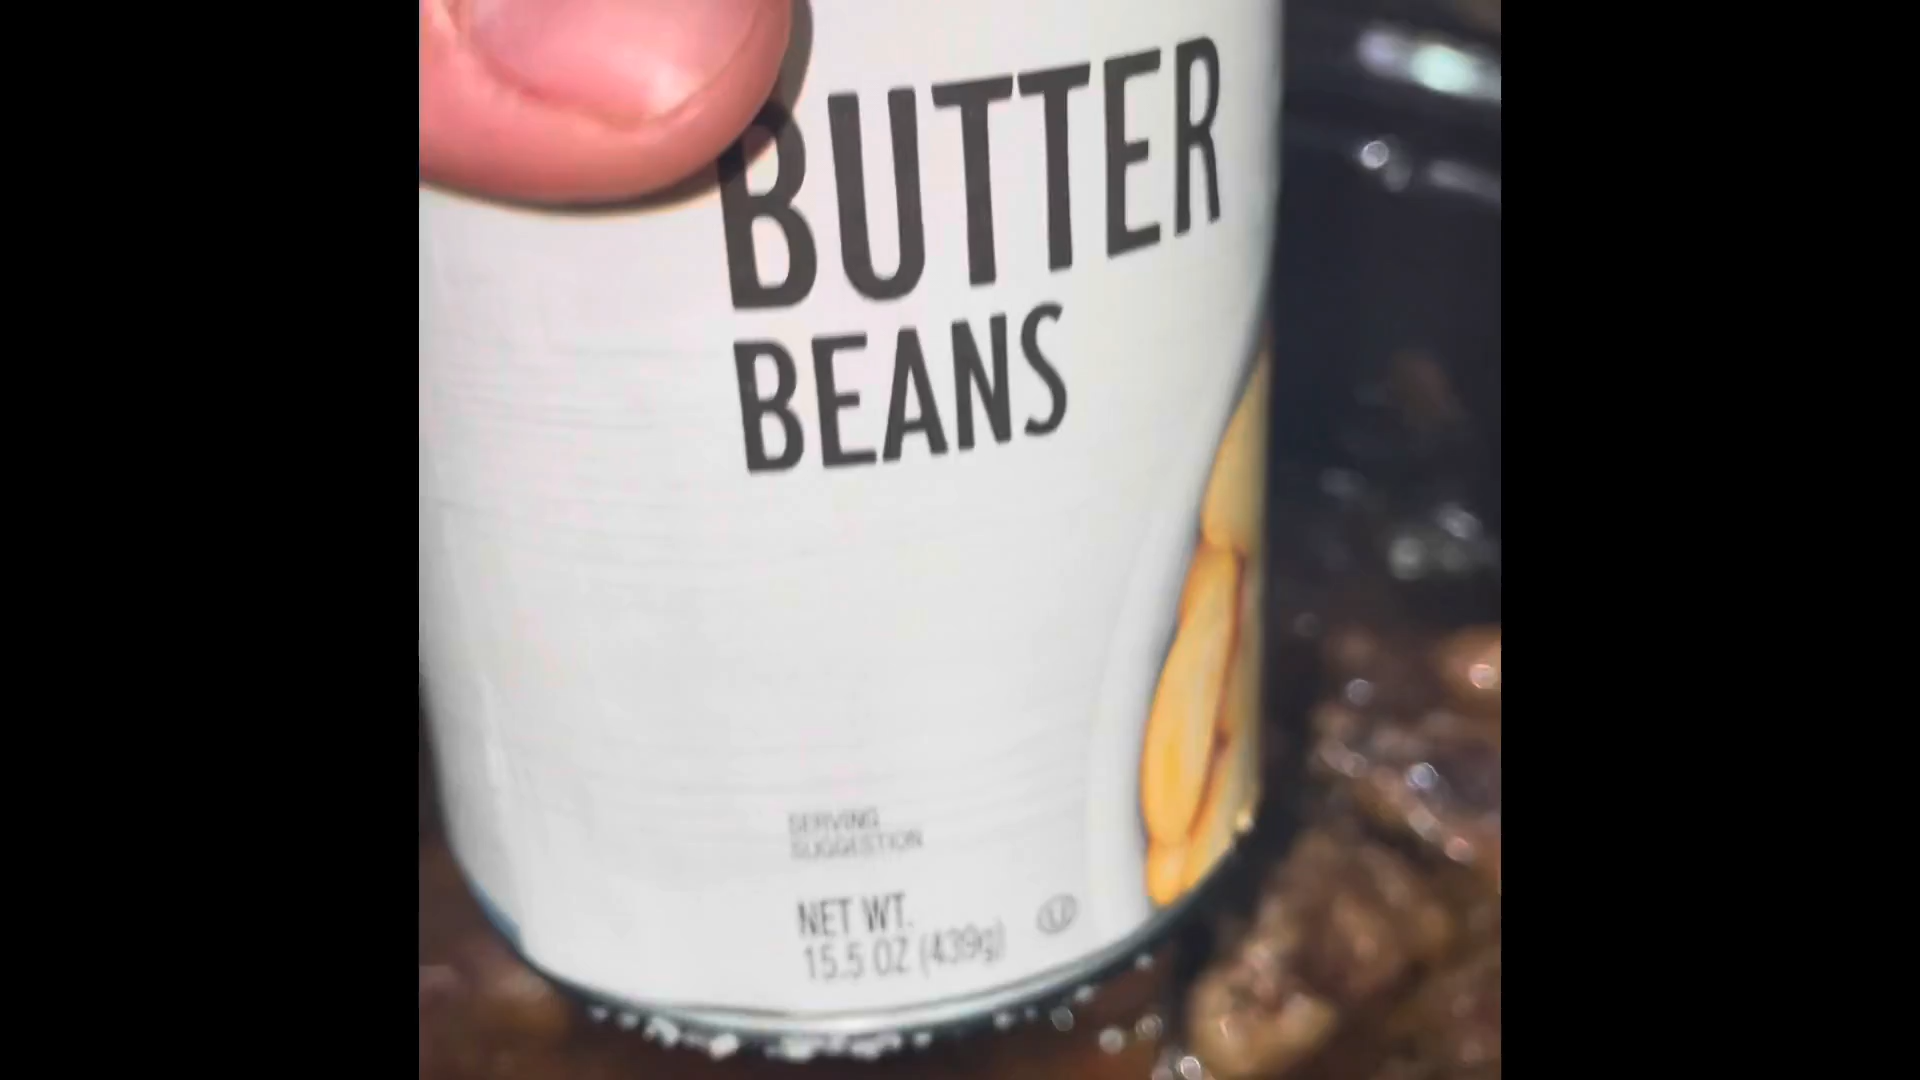 BUTTER
BEANS
SERVING
SUGGESTION
NET WT.
15.5 OZ (439g)
U